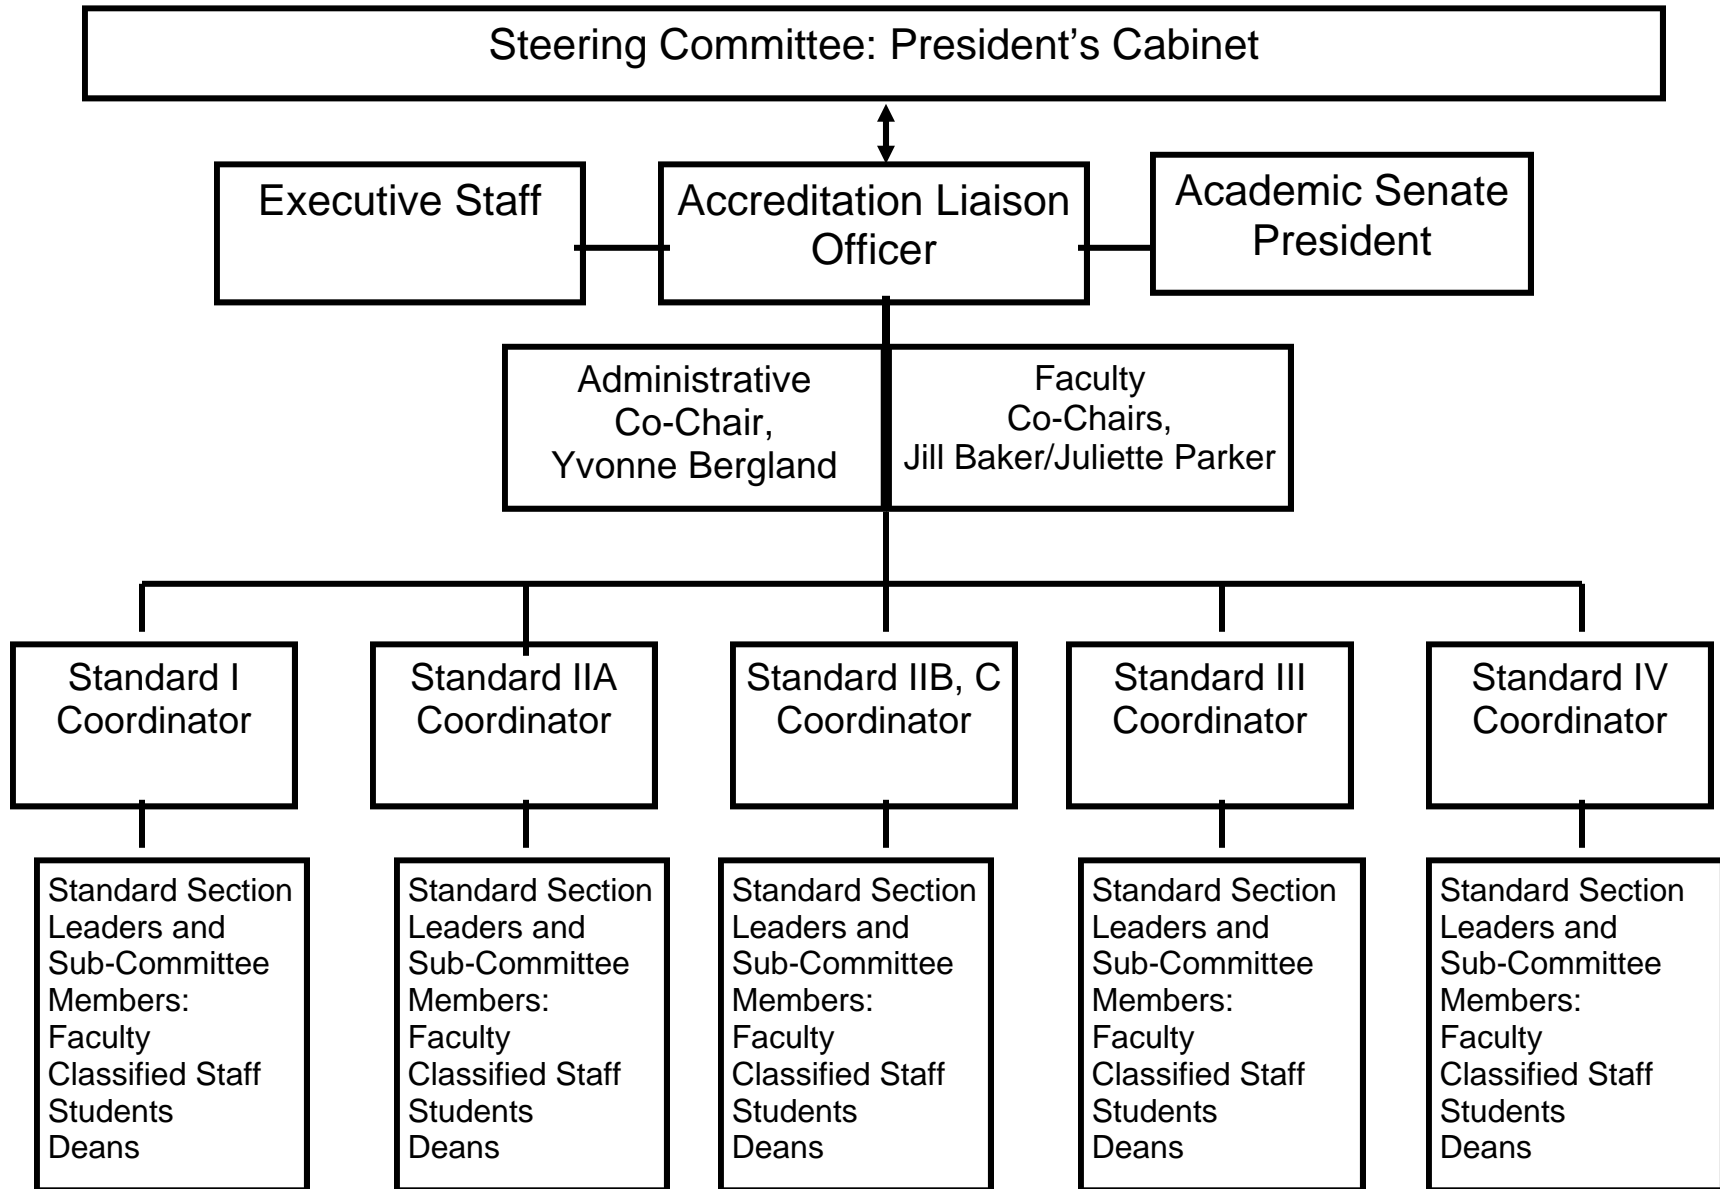 Steering Committee: President’s Cabinet
Executive Staff
Accreditation Liaison
Officer
Academic Senate
President
Administrative
Co-Chair,
Yvonne Bergland
Faculty
Co-Chairs,
Jill Baker/Juliette Parker
Standard I
Coordinator
Standard IIA
Coordinator
Standard IIB, C
Coordinator
Standard III
Coordinator
Standard IV
Coordinator
Standard Section
Leaders and
Sub-Committee
Members:
Faculty
Classified Staff
Students
Deans
Standard Section
Leaders and
Sub-Committee
Members:
Faculty
Classified Staff
Students
Deans
Standard Section
Leaders and
Sub-Committee
Members:
Faculty
Classified Staff
Students
Deans
Standard Section
Leaders and
Sub-Committee
Members:
Faculty
Classified Staff
Students
Deans
Standard Section
Leaders and
Sub-Committee
Members:
Faculty
Classified Staff
Students
Deans